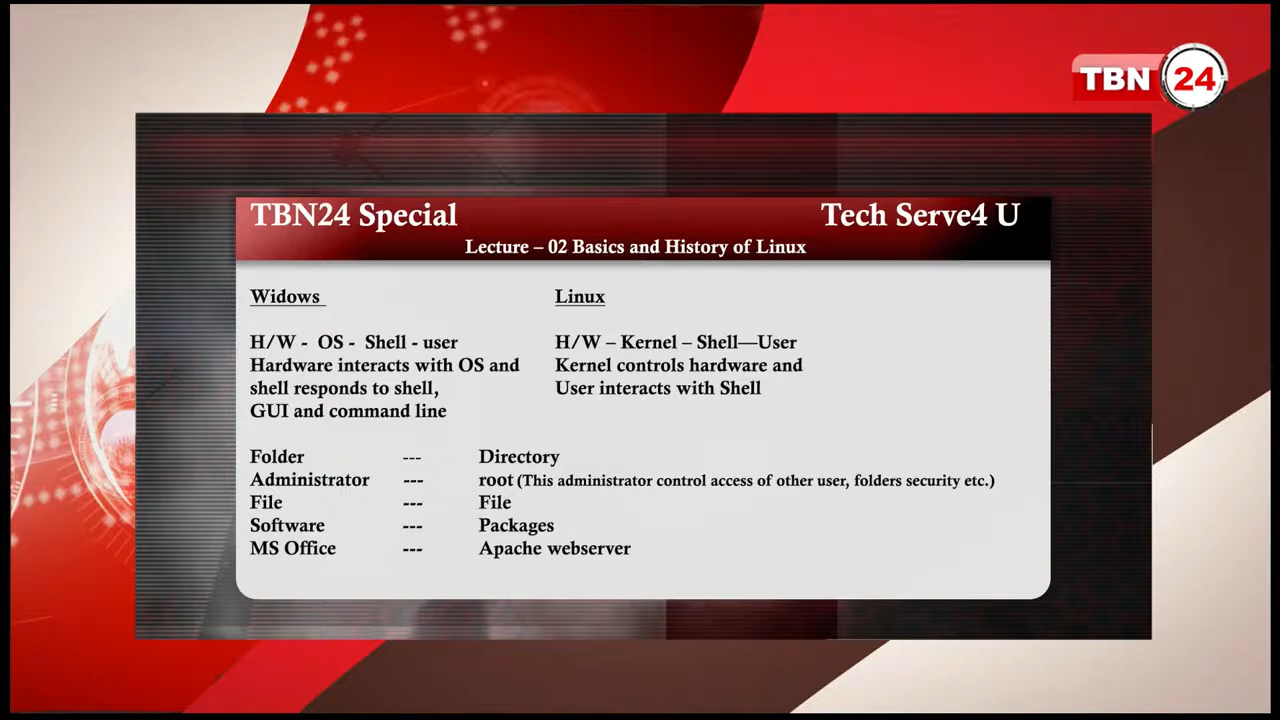 TBN 24
TBN24 Special Tech Serve4 U
Lecture – 02 Basics and History of Linux
Widows Linux
H/W - OS - Shell - user H/W – Kernel – Shell—User
Hardware interacts with OS and Kernel controls hardware and
shell responds to shell, User interacts with Shell
GUI and command line
Folder --- Directory
Administrator --- root (This administrator control access of other user, folders security etc.)
File --- File
Software --- Packages
MS Office --- Apache webserver